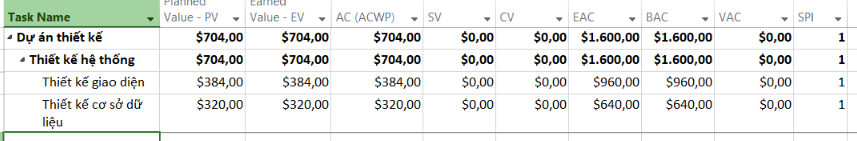 Planned Earned
Task Name Value - PV Value - EV AC (ACWP) SV CV EAC BAC VAC SPI
Dự án thiết kế $704,00 $704,00 $704,00 $0,00 $0,00 $1.600,00 $1.600,00 $0,00 1
Thiết kế hệ thống $704,00 $704,00 $704,00 $0,00 $0,00 $1.600,00 $1.600,00 $0,00 1
Thiết kế giao diện $384,00 $384,00 $384,00 $0,00 $0,00 $960,00 $960,00 $0,00 1
Thiết kế cơ sở dữ $320,00 $320,00 $320,00 $0,00 $0,00 $640,00 $640,00 $0,00 1
liệu